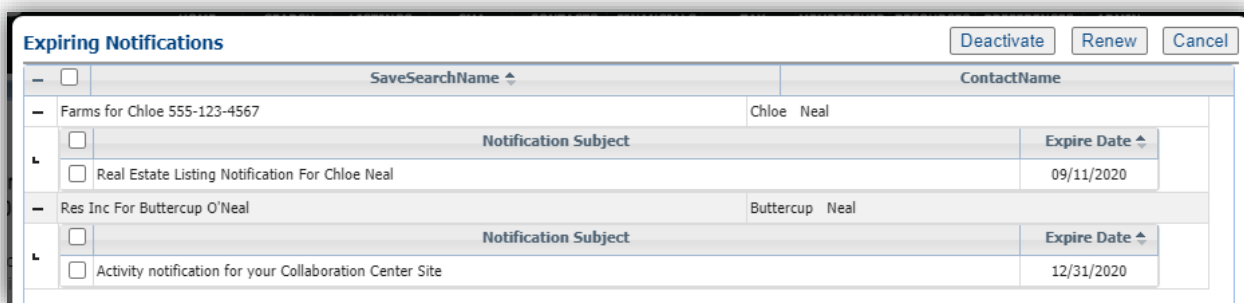 Expiring Notifications Deactivate Renew Cancel
SaveSearchName ContactName
Farms for Chloe 555-123-4567 Chloe Neal
Notification Subject Expire Date
Real Estate Listing Notification For Chloe Neal 09/11/2020
Res Inc For Buttercup O'Neal Buttercup Neal
Notification Subject Expire Date
Activity notification for your Collaboration Center Site 12/31/2020